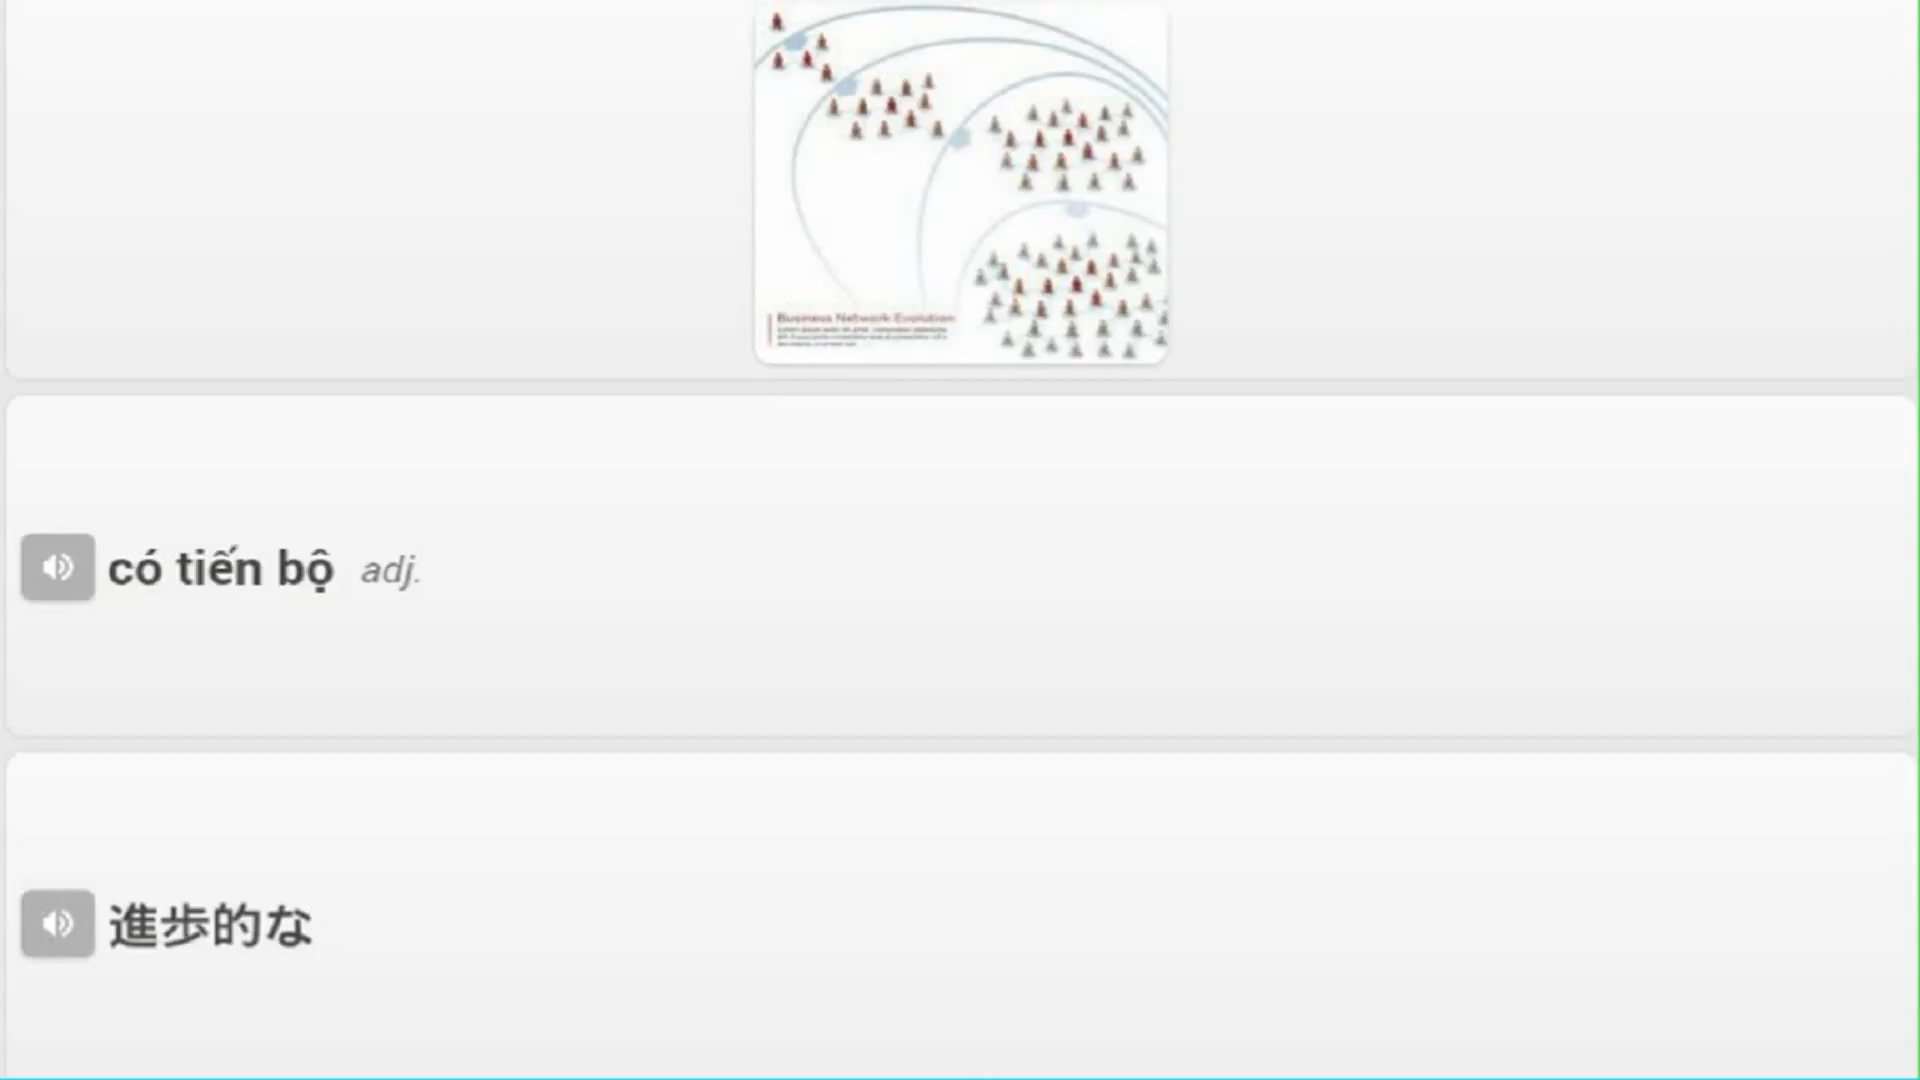 Business Network Evolution
có tiến bộ adj.
進歩的な